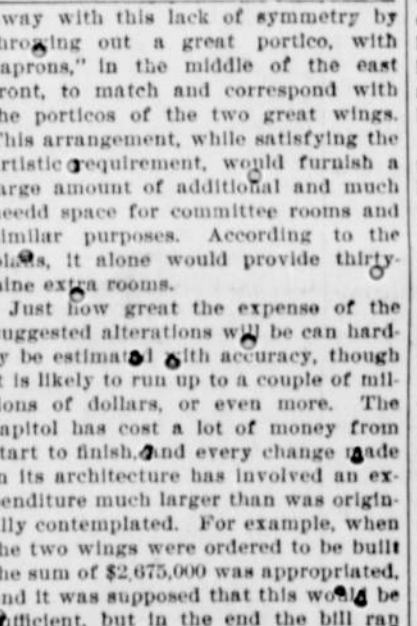 way with this lack of symmetry by
hrowing out a great portico, with
aprons," in the middle of the east
ront, to match and correspond with
he porticos of the two great wings.
This arrangement, while satisfying the
rtistic requirement, would furnish a
arge amount of additional and much
eedd space for committee rooms and
imilar purposes. According to the
plans, it alone would provide thirty-
nine extra rooms.
Just how great the expense of the
uggested alterations will be can hard-
y be estimated with accuracy, though
t is likely to run up to a couple of mil-
ions of dollars, or even more. The
apitol has cost a lot of money from
tart to finish, and every change made
n its architecture has involved an ex-
enditure much larger than was origin-
lly contemplated. For example, when
he two wings were ordered to be built
he sum of $2,675,000 was appropriated,
nd it was supposed that this would be
ufficient, but in the end the bill ran